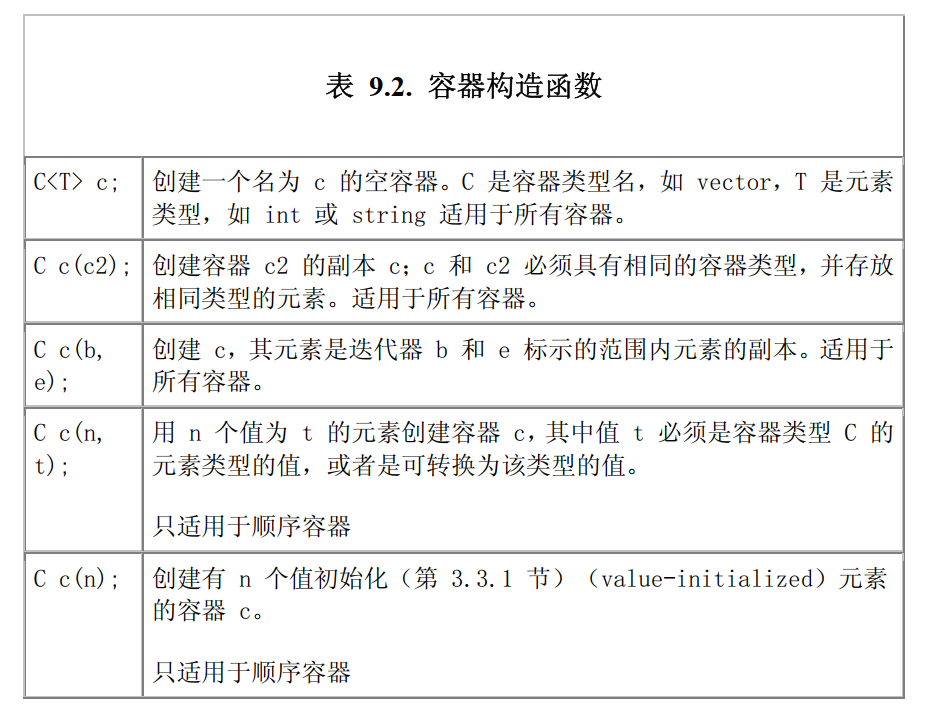 表 9.2. 容器构造函数
C<T> c;
创建一个名为 c 的空容器。C 是容器类型名，如 vector，T 是元素
类型，如 int 或 string 适用于所有容器。
C c(c2);
创建容器 c2 的副本 c；c 和 c2 必须具有相同的容器类型，并存放
相同类型的元素。适用于所有容器。
C c(b,
e);
创建 c，其元素是迭代器 b 和 e 标示的范围内元素的副本。适用于
所有容器。
C c(n,
t);
用 n 个值为 t 的元素创建容器 c，其中值 t 必须是容器类型 C 的
元素类型的值，或者是可转换为该类型的值。
只适用于顺序容器
C c(n);
创建有 n 个值初始化（第 3.3.1 节）（value-initialized）元素
的容器 c。
只适用于顺序容器